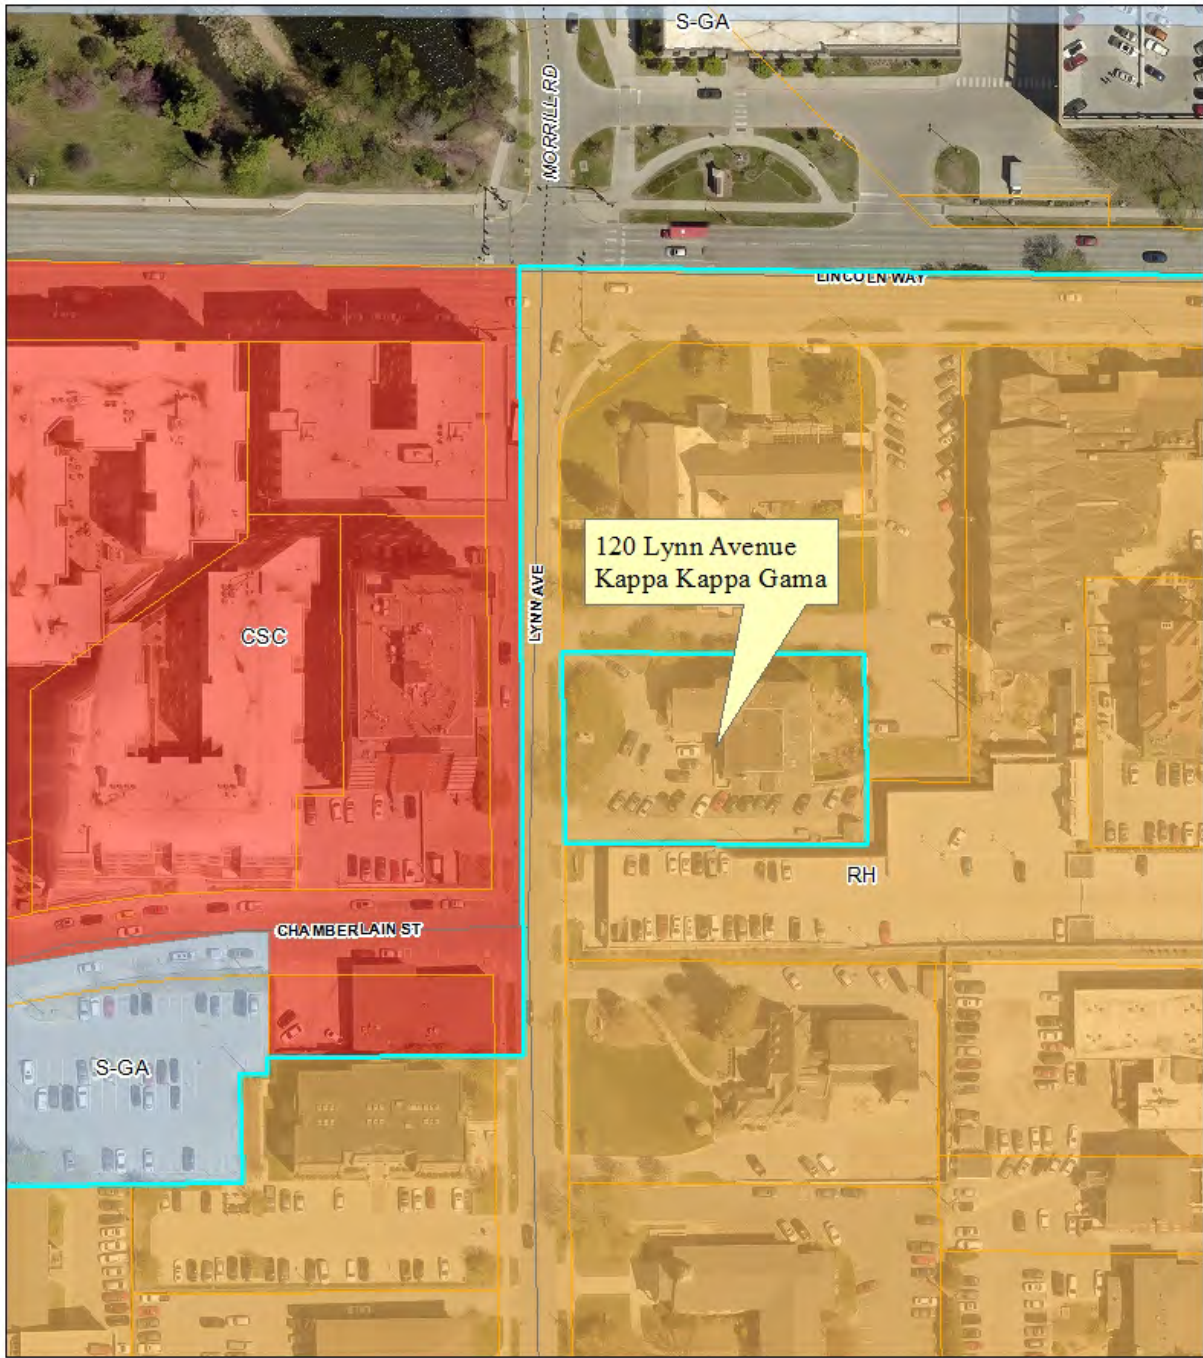 S-GA
MORRILL RD
LINCOLN WAY
120 Lynn Avenue
Kappa Kappa Gama
LYNN AVE
CSC
RH
CHAMBERLAIN ST
S-GA